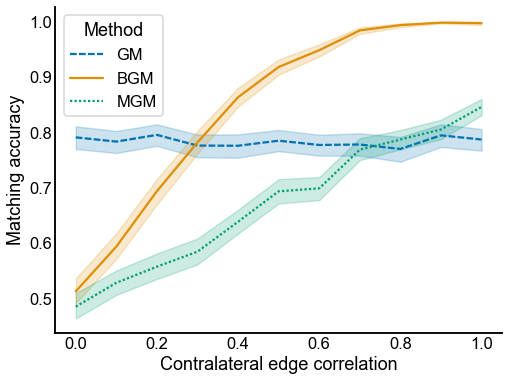 Method
GM
BGM
MGM
Matching accuracy
1.0
0.9
0.8
0.7
0.6
0.5
0.0 0.2 0.4 0.6 0.8 1.0
Contralateral edge correlation